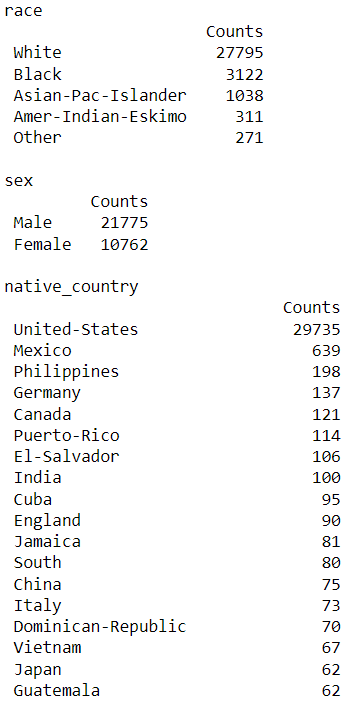 race
Counts
White 27795
Black 3122
Asian-Pac-Islander 1038
Amer-Indian-Eskimo 311
Other 271
sex
Counts
Male 21775
Female 10762
native_country
Counts
United-States 29735
Mexico 639
Philippines 198
Germany 137
Canada 121
Puerto-Rico 114
El-Salvador 106
India 100
Cuba 95
England 90
Jamaica 81
South 80
China 75
Italy 73
Dominican-Republic 70
Vietnam 67
Japan 62
Guatemala 62